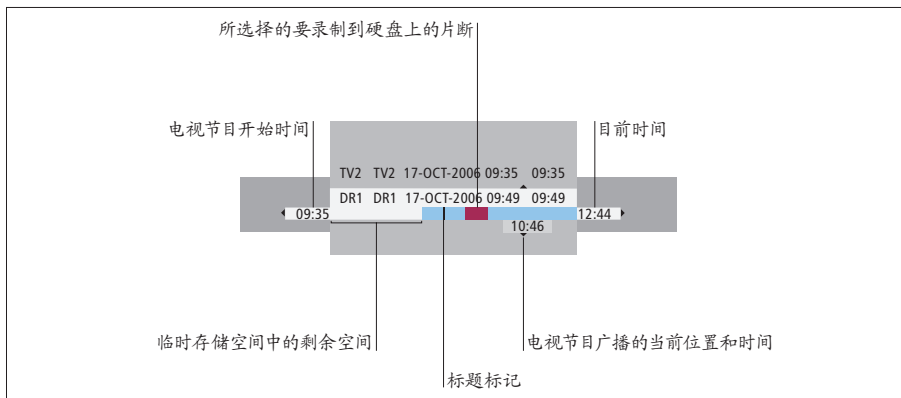 所选择的要录制到硬盘上的片断
电视节目开始时间
目前时间
TV2 TV2 17-OCT-2006 09:35 09:35
DR1 DR1 17-OCT-2006 09:49 09:49
09:35
12:44
10:46
临时存储空间中的剩余空间
电视节目广播的当前位置和时间
标题标记